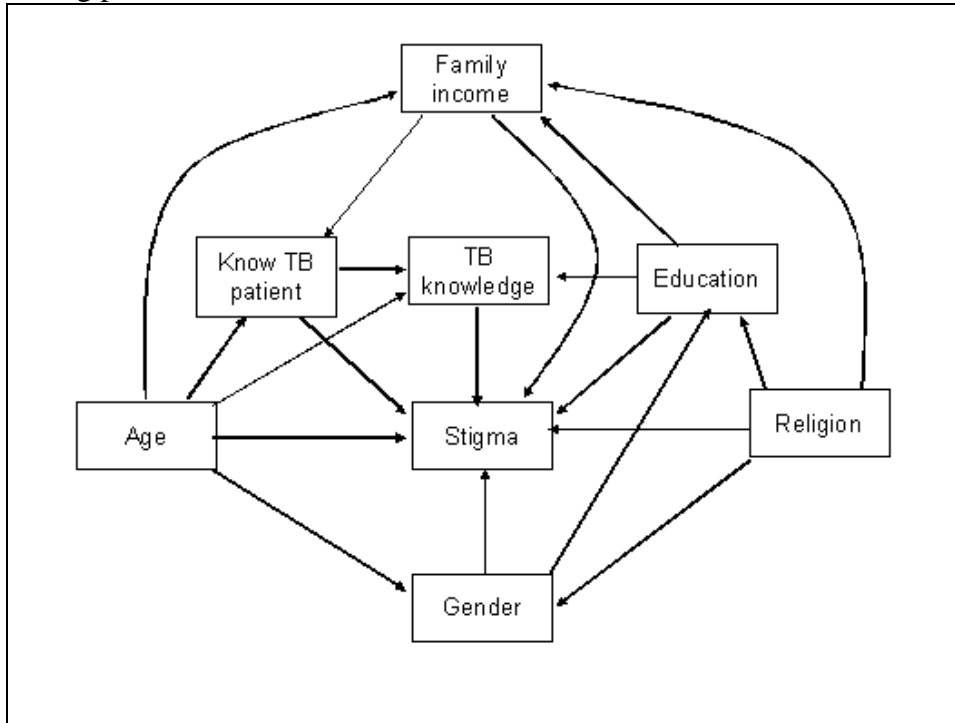 Family
income
Know TB
patient
TB
knowledge
Education
Age
Stigma
Religion
Gender